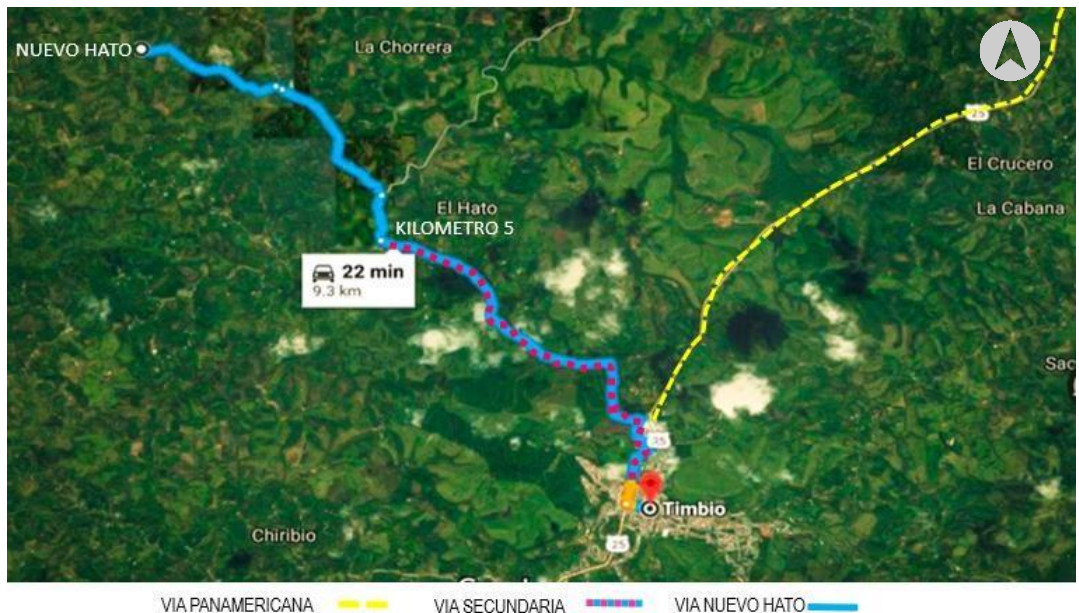 La Chorrera
NUEVO HATO
25
El Crucero
La Cabana
El Hato
KILOMETRO 5
22 min
9.3 km
25
Timbio
Chiribio
25
VIA PANAMERICANA
VIA SECUNDARIA
VIA NUEVO HATO